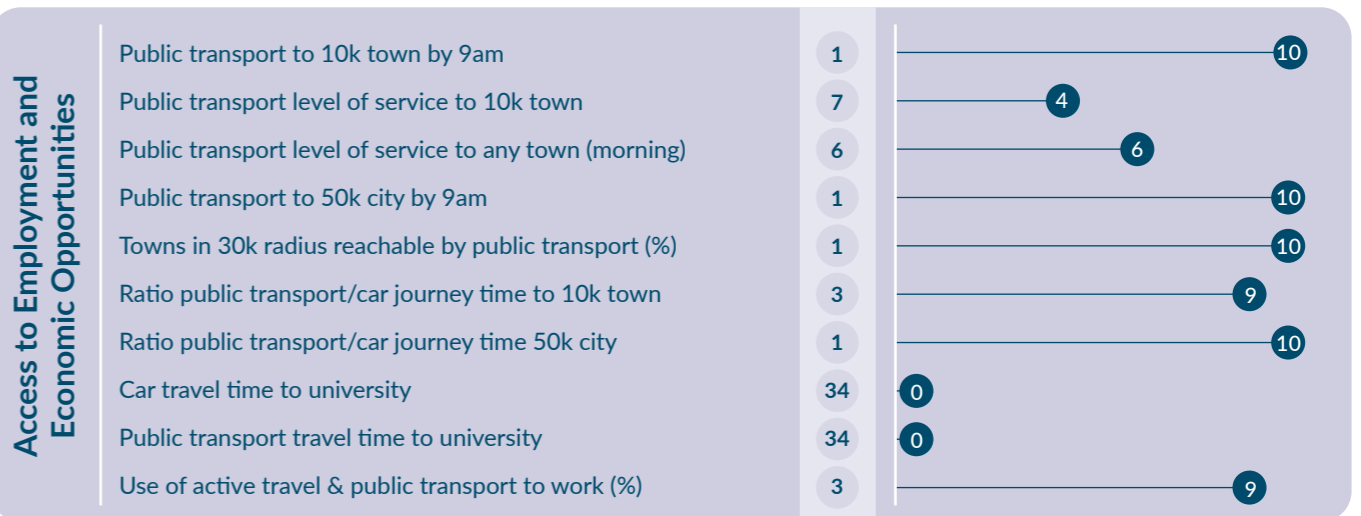 Access to Employment and
Economic Opportunities
Public transport to 10k town by 9am 1 10
Public transport level of service to 10k town 7 4
Public transport level of service to any town (morning) 6 6
Public transport to 50k city by 9am 1 10
Towns in 30k radius reachable by public transport (%) 1 10
Ratio public transport/car journey time to 10k town 3 9
Ratio public transport/car journey time 50k city 1 10
Car travel time to university 34 0
Public transport travel time to university 34 0
Use of active travel & public transport to work (%) 3 9